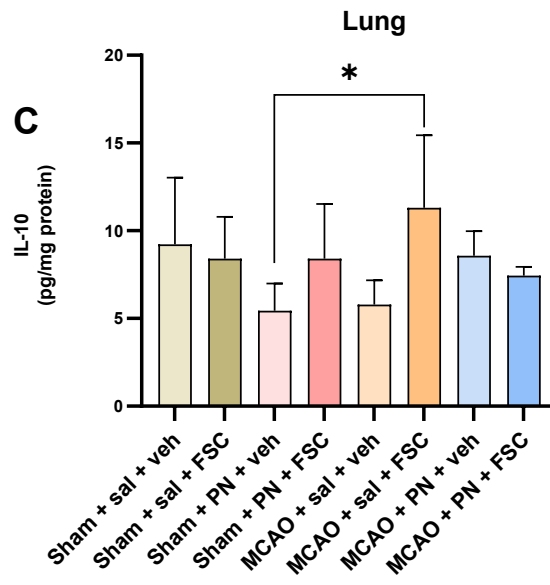 Lung
C
IL-10
(pg/mg protein)
20
15
10
5
0
*
Sham + sal + veh
Sham + sal + FSC
Sham + PN + veh
Sham + PN + FSC
MCAO + sal + veh
MCAO + sal + FSC
MCAO + PN + veh
MCAO + PN + FSC